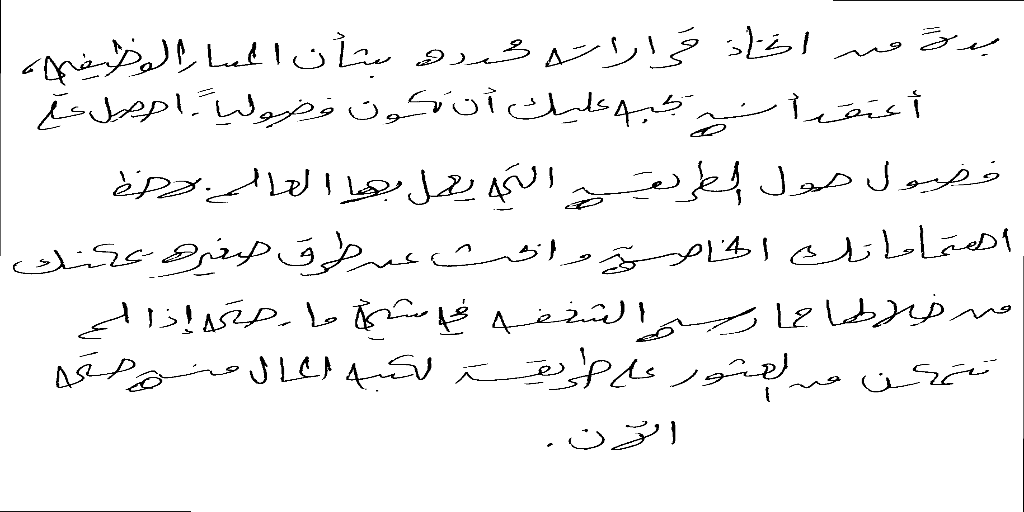 بدلاً من اتخاذ قرارات محددة بشأن المسار الوظيفي،
أعتقد أنه يجب عليك أن تكون فضولياً. احصل على
فضول حول الطريقة التي يعمل بها العالم. لاحظ
اهتماماتك الخاصة وابحث عن طرق صغيرة يمكنك
من خلالها ممارسة الشغف في شيء ما، حتى إذا لم
تتمكن من العثور على طريقة لكسب المال منه حتى
الآن.